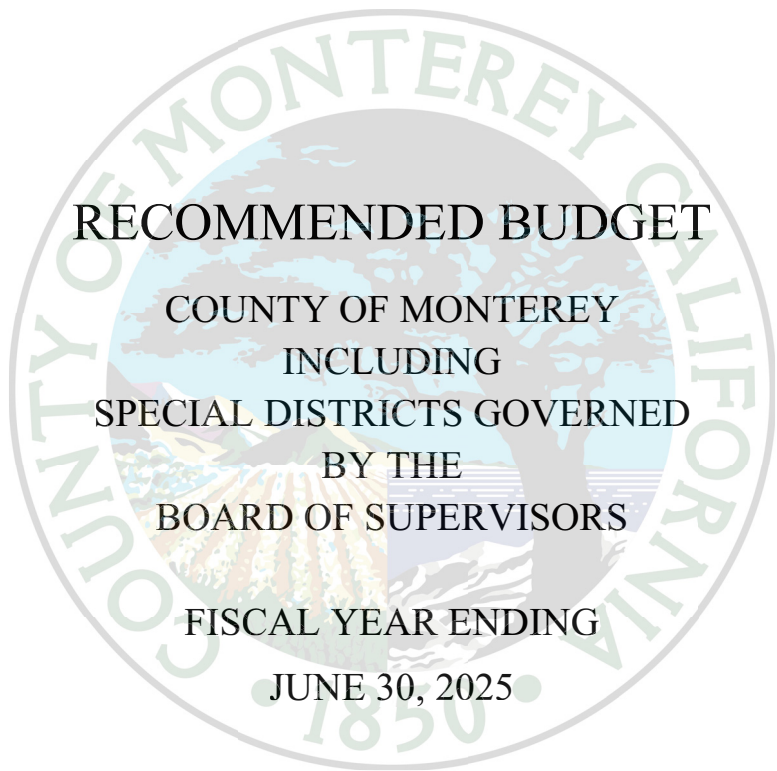 COUNTY OF MONTEREY CALIFORNIA
RECOMMENDED BUDGET
COUNTY OF MONTEREY
INCLUDING
SPECIAL DISTRICTS GOVERNED
BY THE
BOARD OF SUPERVISORS
FISCAL YEAR ENDING
JUNE 30, 2025
• 1850 •